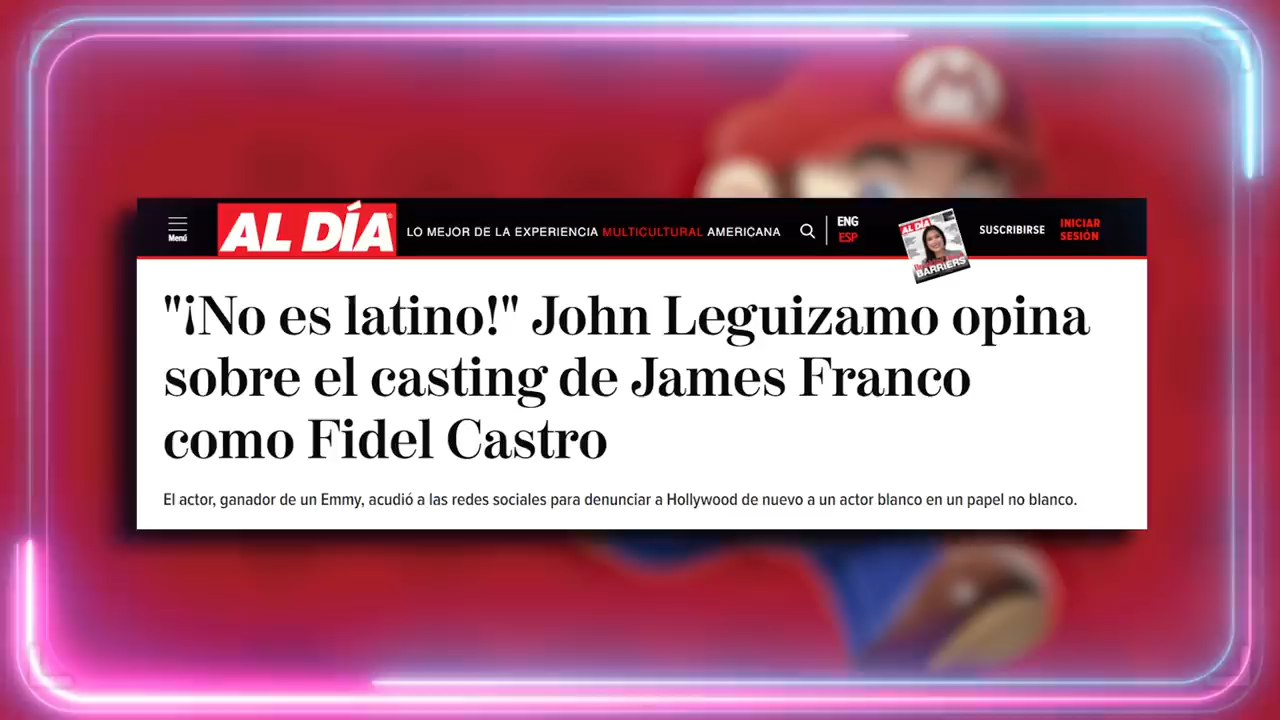 Menú
AL DÍA
LO MEJOR DE LA EXPERIENCIA MULTICULTURAL AMERICANA
ENG
ESP
AL DÍA
BARRIERS
SUSCRIBIRSE
INICIAR
SESIÓN
"¡No es latino!" John Leguizamo opina
sobre el casting de James Franco
como Fidel Castro
El actor, ganador de un Emmy, acudió a las redes sociales para denunciar a Hollywood de nuevo a un actor blanco en un papel no blanco.
M